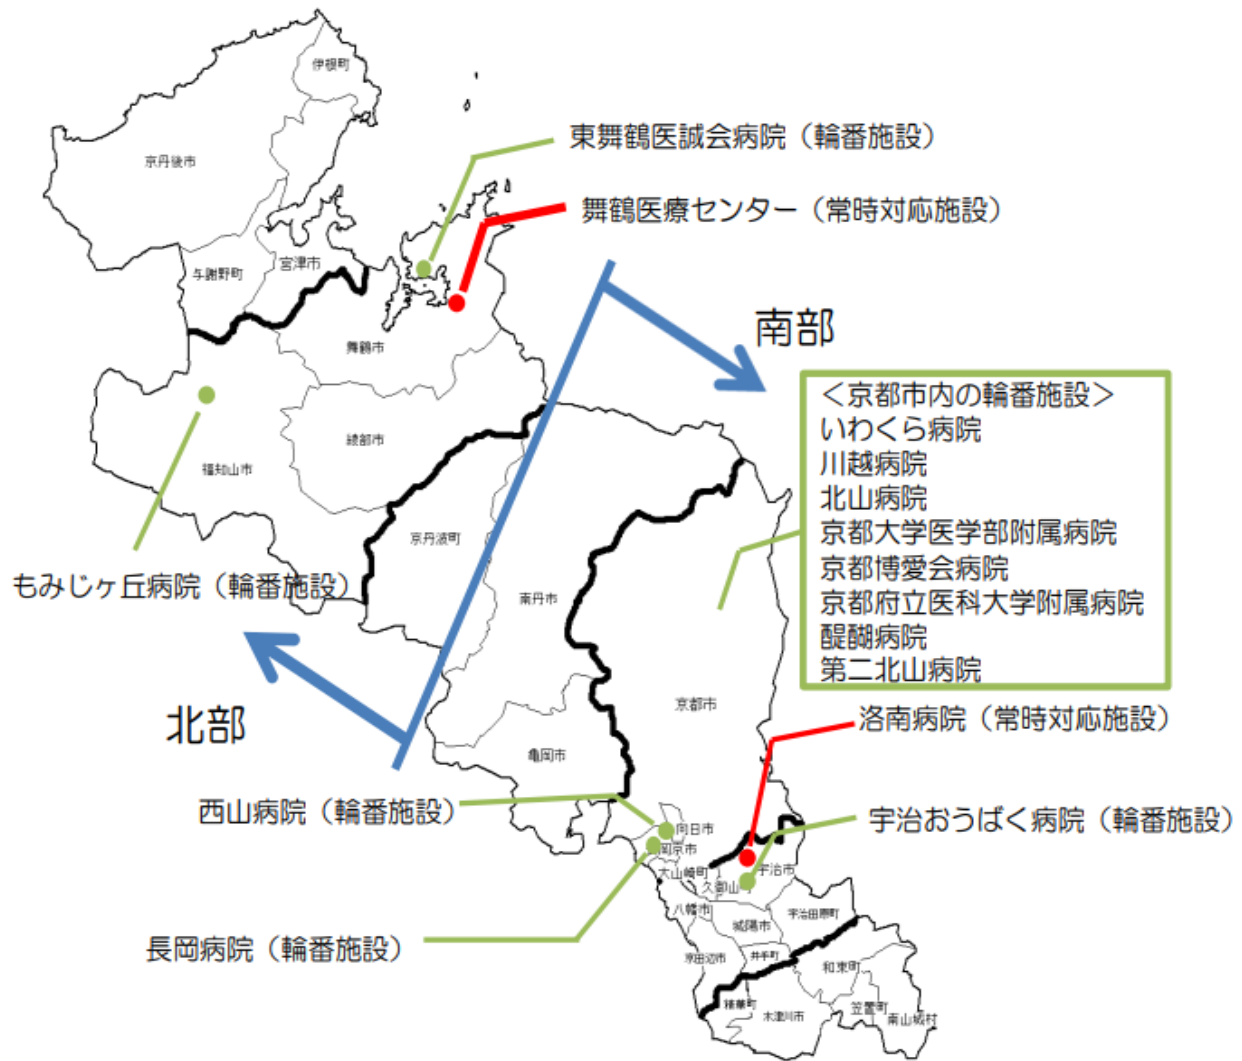 伊根町
東舞鶴医誠会病院（輪番施設）
京丹後市
舞鶴医療センター（常時対応施設）
宮津市
与謝野町
南部
舞鶴市
＜京都市内の輪番施設＞
いわくら病院
川越病院
北山病院
京都大学医学部附属病院
京都博愛会病院
京都府立医科大学附属病院
醍醐病院
第二北山病院
綾部市
福知山市
京丹波町
もみじヶ丘病院（輪番施設）
南丹市
京都市
北部
洛南病院（常時対応施設）
亀岡市
西山病院（輪番施設）
宇治おうばく病院（輪番施設）
向日市
岡京市
大山崎町
宇治市
久御山
八幡市
宇治田原町
城陽市
長岡病院（輪番施設）
京田辺市
井手町
和束町
精華町
木津川市
笠置町
南山城村